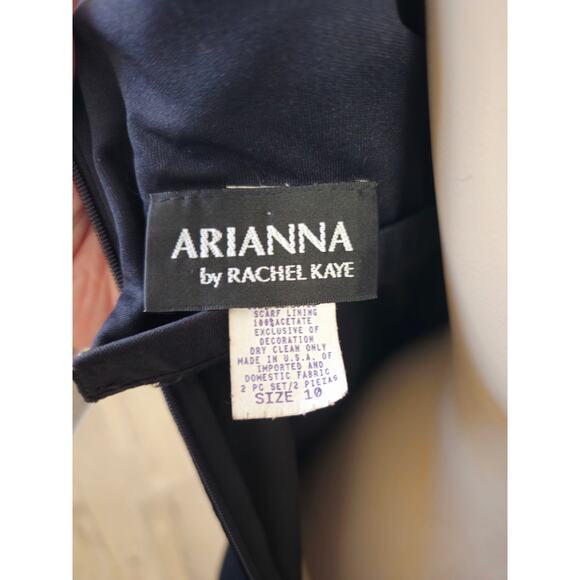 ARIANNA
by RACHEL KAYE
SCARF LINING
100% ACETATE
EXCLUSIVE OF
DECORATION
DRY CLEAN ONLY
MADE IN U.S.A. OF
IMPORTED AND
DOMESTIC FABRIC
2 PC SET/2 PIEZAS
SIZE 10